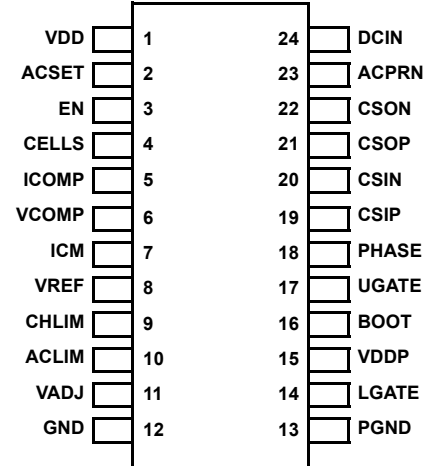 VDD 1 24 DCIN
ACSET 2 23 ACPRN
EN 3 22 CSON
CELLS 4 21 CSOP
ICOMP 5 20 CSIN
VCOMP 6 19 CSIP
ICM 7 18 PHASE
VREF 8 17 UGATE
CHLIM 9 16 BOOT
ACLIM 10 15 VDDP
VADJ 11 14 LGATE
GND 12 13 PGND